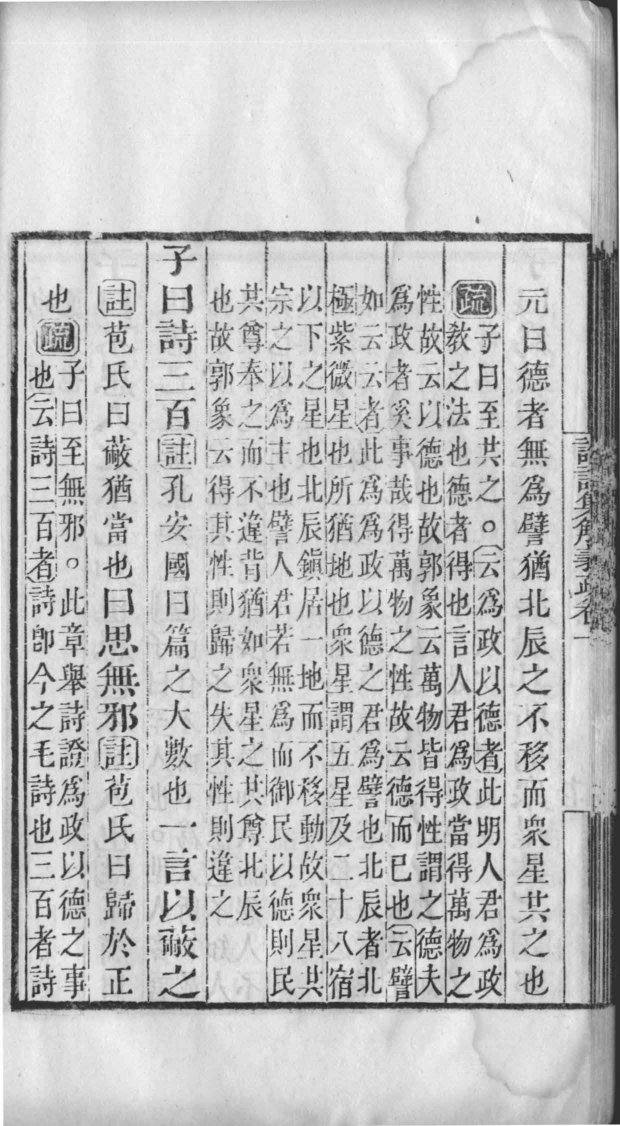 論語集解義疏卷一
元曰德者無爲譬猶北辰之不移而衆星共之也
疏子曰至共之。云爲政以德者此明人君爲政
教之法也德者得也言人君爲政當得萬物之
性故云以德也故郭象云萬物皆得性謂之德夫
爲政者奚事哉得萬物之性故云德而已也云譬
如云云者此爲爲政以德之君爲譬也北辰者北
極紫微星也所猶地也衆星謂五星及二十八宿
以下之星也北辰鎭居一地而不移動故衆星共
宗之以爲主也譬人君若無爲而御民以德則民
共尊奉之而不違背猶如衆星之共尊北辰
也故郭象云得其性則歸之失其性則違之
子曰詩三百註孔安國曰篇之大數也一言以蔽之
註苞氏曰蔽猶當也曰思無邪註苞氏曰歸於正
也疏子曰至無邪。此章舉詩證爲政以德之事
也云詩三百者詩卽今之毛詩也三百者詩